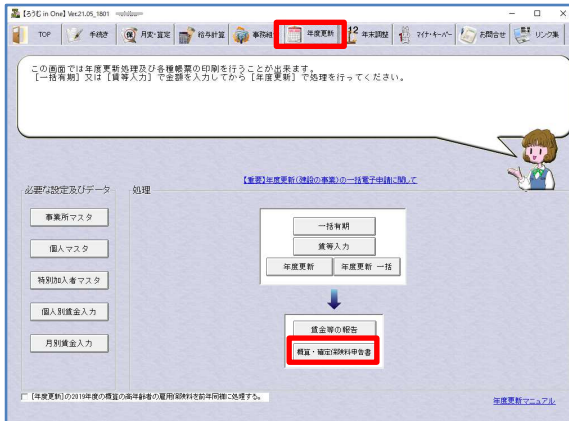 【ろうむ in One】 Ver.21.05_1801
TOP
手続き
月変・算定
給与計算
事務組
年度更新
年末調整
マイナ・キーパー
お問合せ
リンク集
この画面では年度更新処理及び各種帳票の印刷を行うことが出来ます。
[一括有期]又は[賃等入力]で金額を入力してから[年度更新]で処理を行ってください。
【重要】年度更新(建設の事業)の一括電子申請に関して
必要な設定及びデータ
処理
事業所マスタ
個人マスタ
特別加入者マスタ
個人別賃金入力
月別賃金入力
一括有期
賃等入力
年度更新
年度更新 一括
賃金等の報告
概算・確定保険料申告書
[年度更新]の2019年度の概算の高年齢者の雇用保険料を前年同様に処理する。
年度更新マニュアル